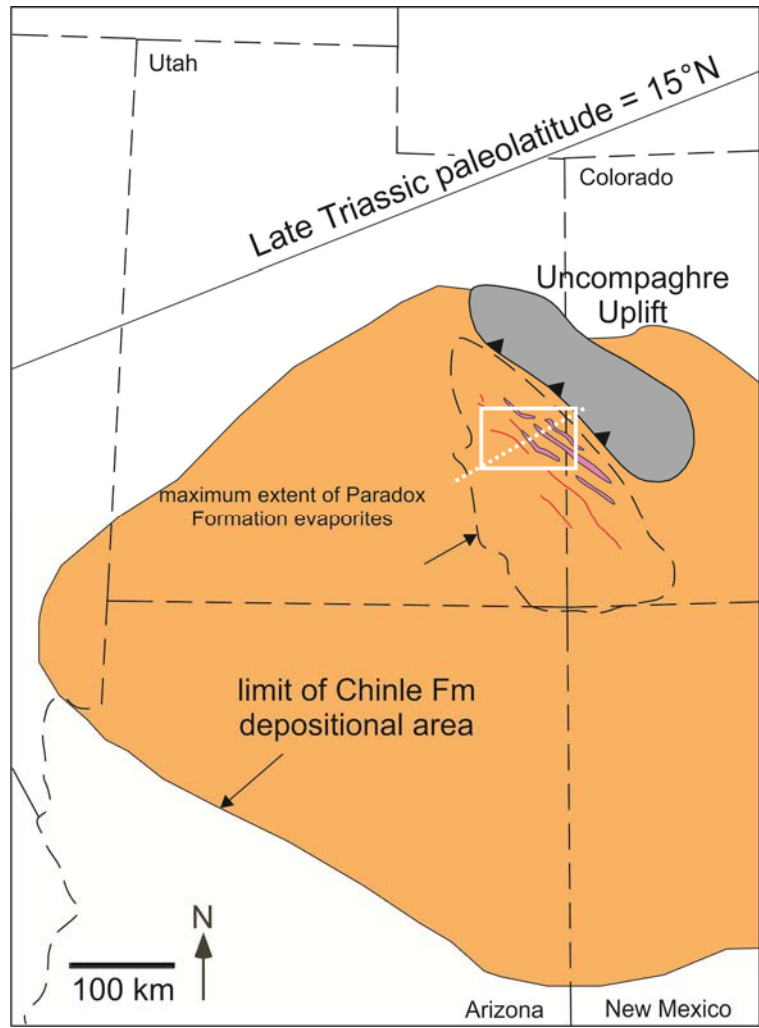 Utah
Late Triassic paleolatitude = 15°N
Colorado
Uncompaghre
Uplift
maximum extent of Paradox
Formation evaporites
limit of Chinle Fm
depositional area
N
100 km
Arizona
New Mexico